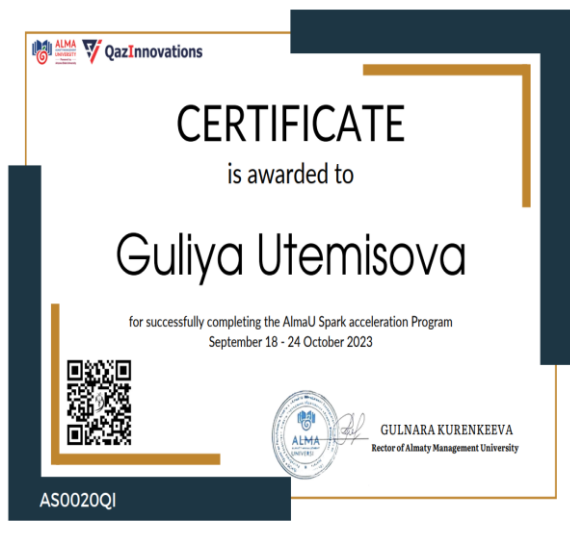 ALMA
UNIVERSITY
QazInnovations
CERTIFICATE
is awarded to
Guliya Utemisova
for successfully completing the AlmaU Spark acceleration Program
September 18 - 24 October 2023
ALMA
GULNARA KURENKEEVA
Rector of Almaty Management University
AS0020QI